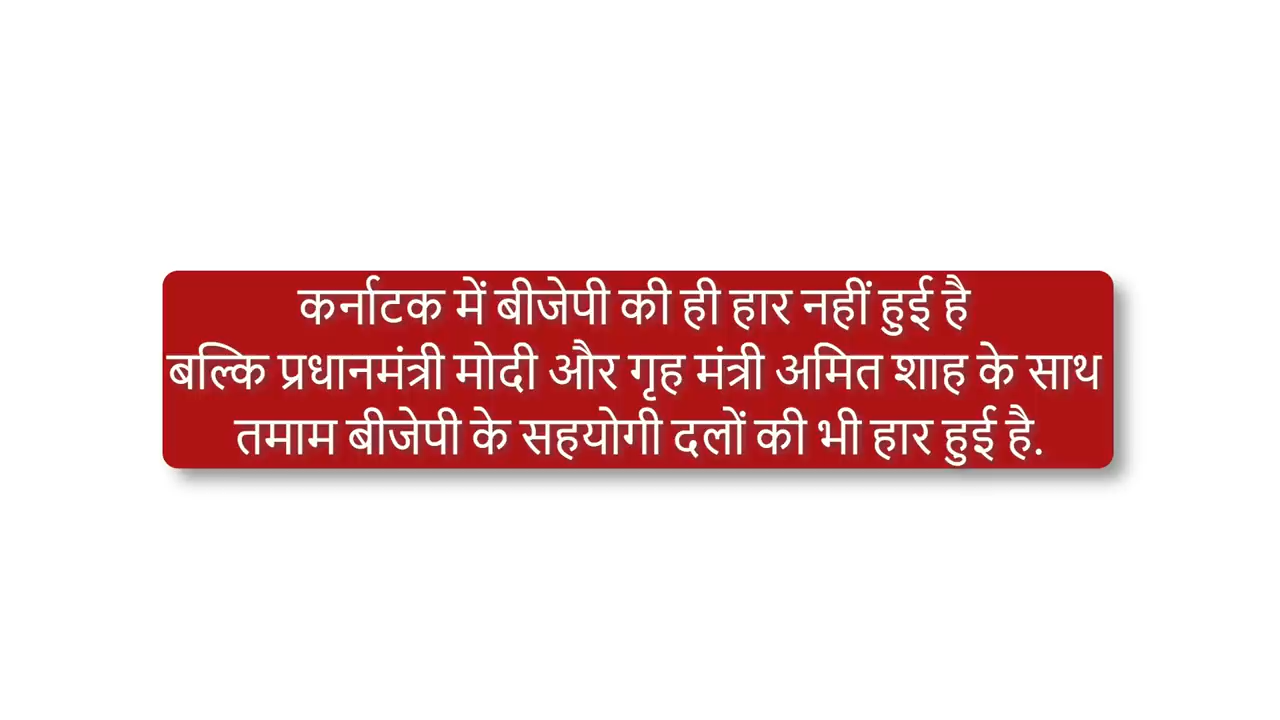 कर्नाटक में बीजेपी की ही हार नहीं हुई है
बल्कि प्रधानमंत्री मोदी और गृह मंत्री अमित शाह के साथ
तमाम बीजेपी के सहयोगी दलों की भी हार हुई है.